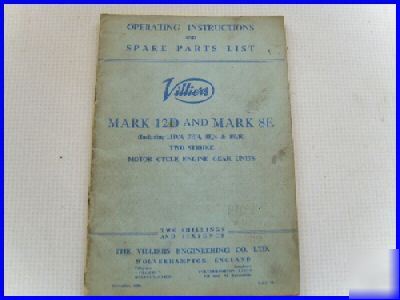 OPERATING INSTRUCTIONS
AND
SPARE PARTS LIST
Villiers
MARK 12D AND MARK 8E
TWO STROKE
MOTOR CYCLE ENGINE GEAR UNITS
TWO SHILLINGS
AND SIXPENCE
THE VILLIERS ENGINEERING CO. LTD.
WOLVERHAMPTON, ENGLAND